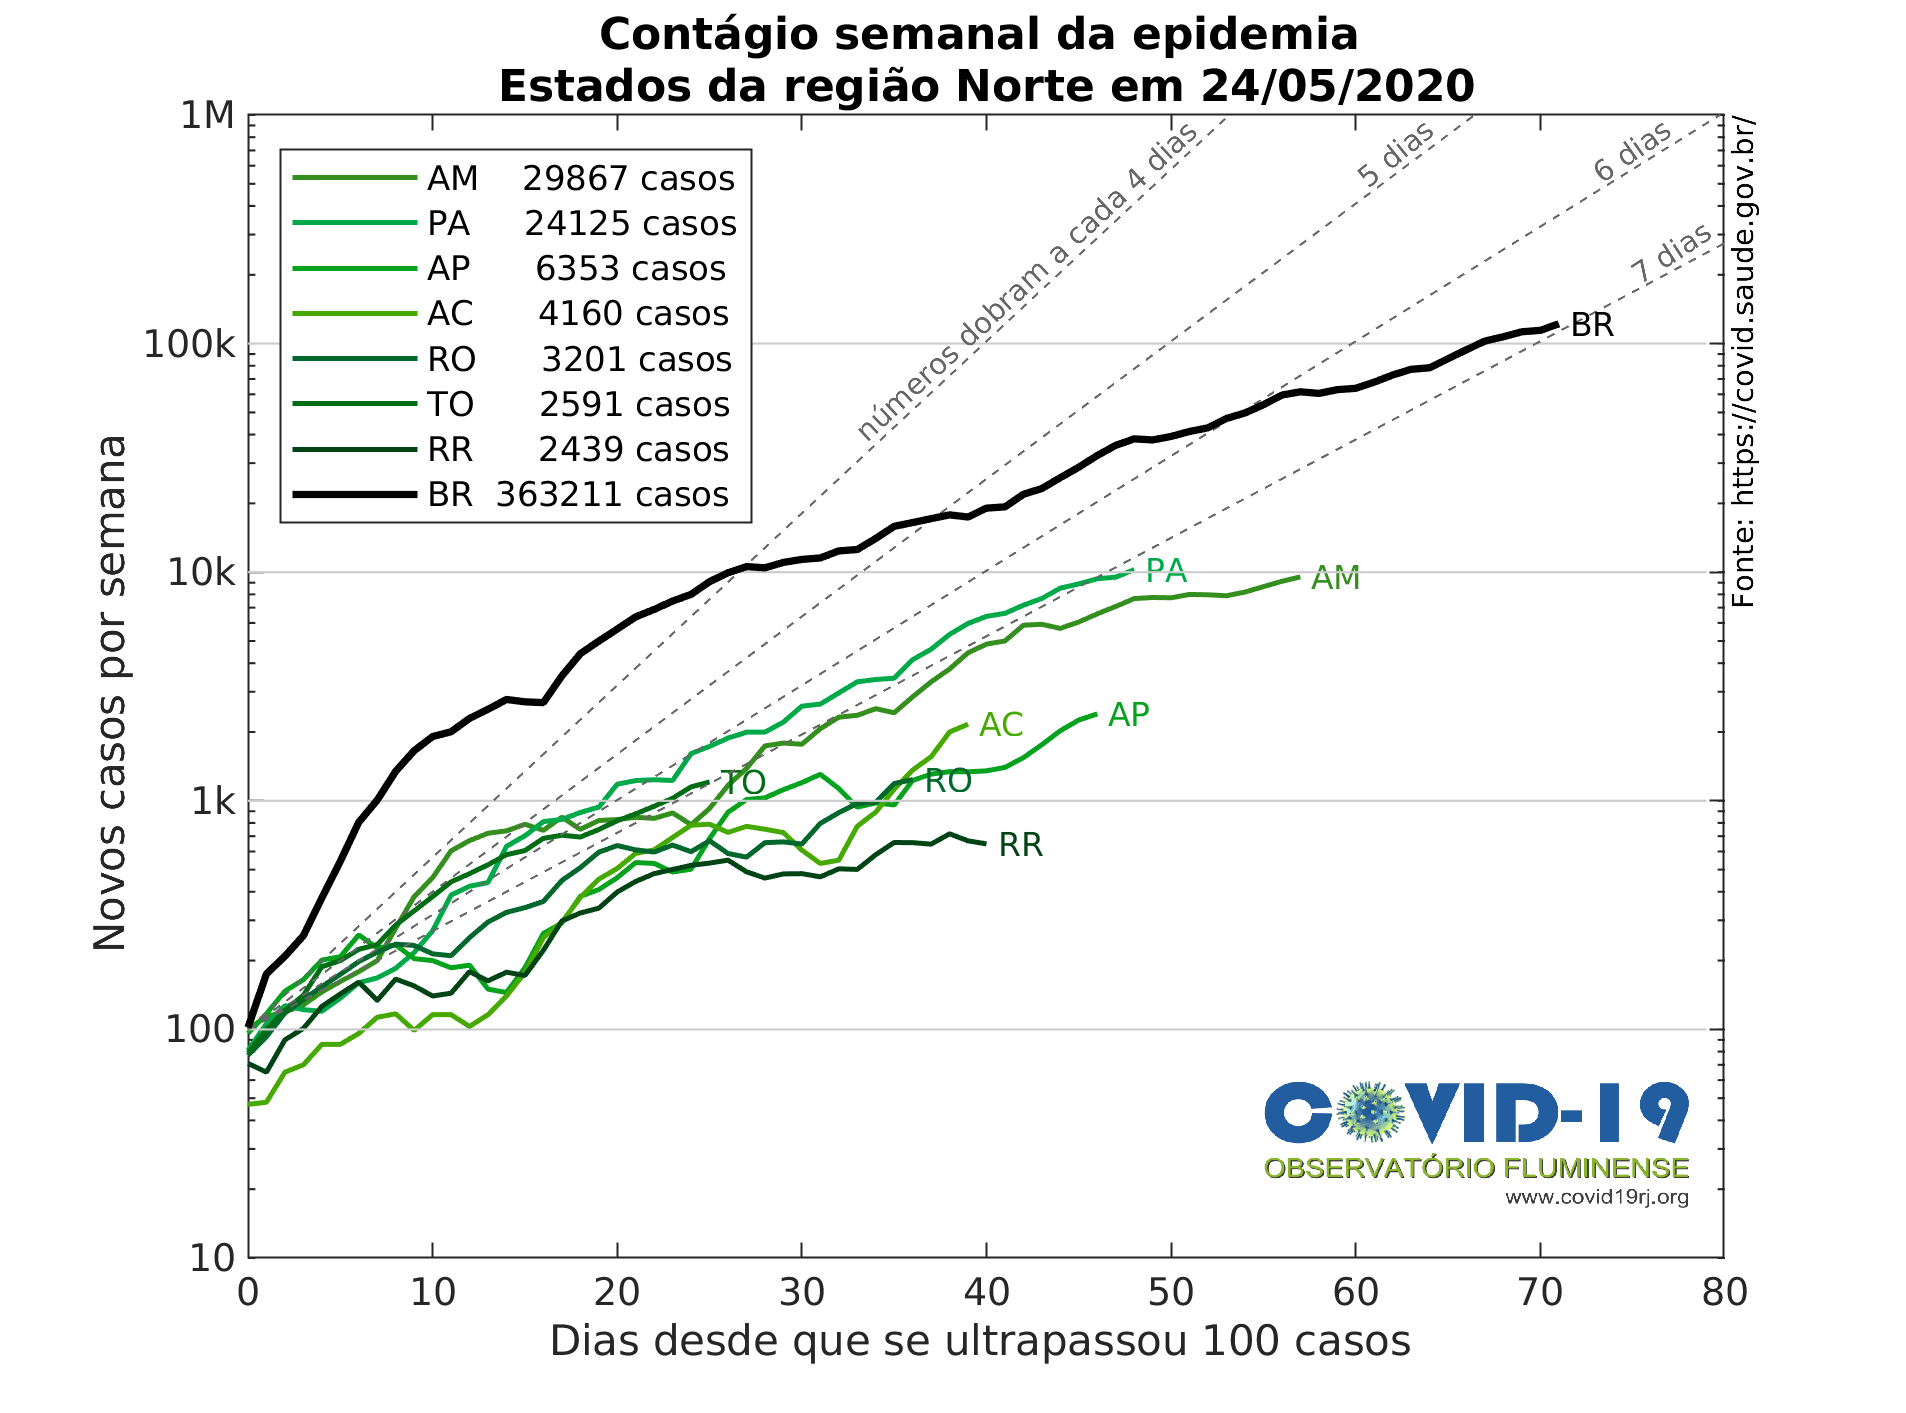 Contágio semanal da epidemia
Estados da região Norte em 24/05/2020
1M
100k
10k
1k
100
10
Novos casos por semana
AM 29867 casos
PA 24125 casos
AP 6353 casos
AC 4160 casos
RO 3201 casos
TO 2591 casos
RR 2439 casos
BR 363211 casos
números dobram a cada 4 dias
5 dias
6 dias
7 dias
BR
PA
AM
AC
AP
TO
RO
RR
Fonte: https://covid.saude.gov.br/
COVID-19
OBSERVATÓRIO FLUMINENSE
www.covid19rj.org
0 10 20 30 40 50 60 70 80
Dias desde que se ultrapassou 100 casos